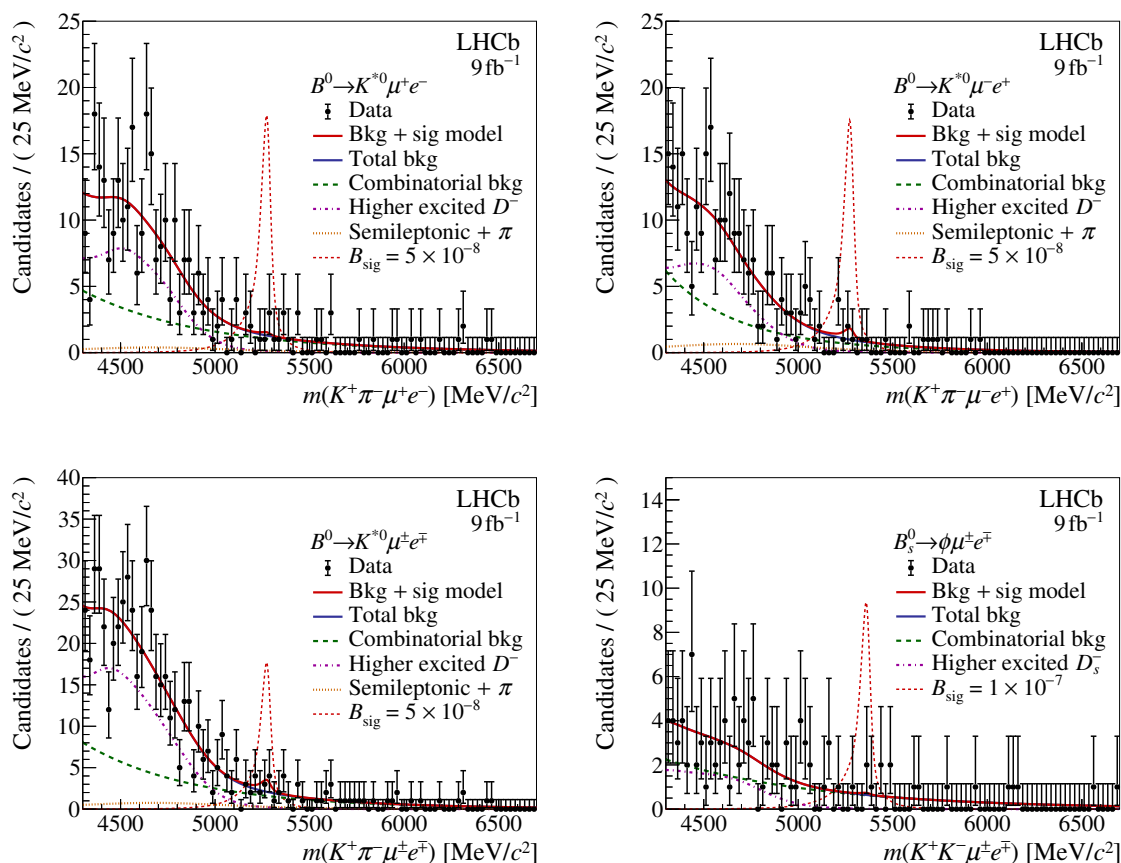 25
20
15
10
5
0
Candidates / ( 25 MeV/c²)
LHCb
9 fb⁻¹
B⁰→K*⁰μ⁺e⁻
Data
Bkg + sig model
Total bkg
Combinatorial bkg
Higher excited D⁻
Semileptonic + π
B_sig = 5 × 10⁻⁸
4500 5000 5500 6000 6500
m(K⁺π⁻μ⁺e⁻) [MeV/c²]
25
20
15
10
5
0
Candidates / ( 25 MeV/c²)
LHCb
9 fb⁻¹
B⁰→K*⁰μ⁻e⁺
Data
Bkg + sig model
Total bkg
Combinatorial bkg
Higher excited D⁻
Semileptonic + π
B_sig = 5 × 10⁻⁸
4500 5000 5500 6000 6500
m(K⁺π⁻μ⁻e⁺) [MeV/c²]
40
35
30
25
20
15
10
5
0
Candidates / ( 25 MeV/c²)
LHCb
9 fb⁻¹
B⁰→K*⁰μ±e∓
Data
Bkg + sig model
Total bkg
Combinatorial bkg
Higher excited D⁻
Semileptonic + π
B_sig = 5 × 10⁻⁸
4500 5000 5500 6000 6500
m(K⁺π⁻μ±e∓) [MeV/c²]
14
12
10
8
6
4
2
0
Candidates / ( 25 MeV/c²)
LHCb
9 fb⁻¹
B_s⁰→φμ±e∓
Data
Bkg + sig model
Total bkg
Combinatorial bkg
Higher excited D_s⁻
B_sig = 1 × 10⁻⁷
4500 5000 5500 6000 6500
m(K⁺K⁻μ±e∓) [MeV/c²]